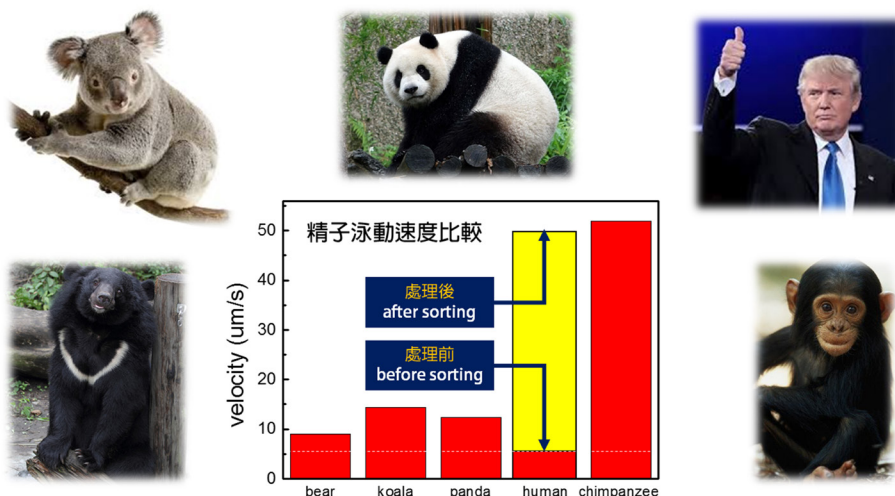 精子泳動速度比較
處理後
after sorting
處理前
before sorting
velocity (um/s)
50
40
30
20
10
0
bear koala panda human chimpanzee